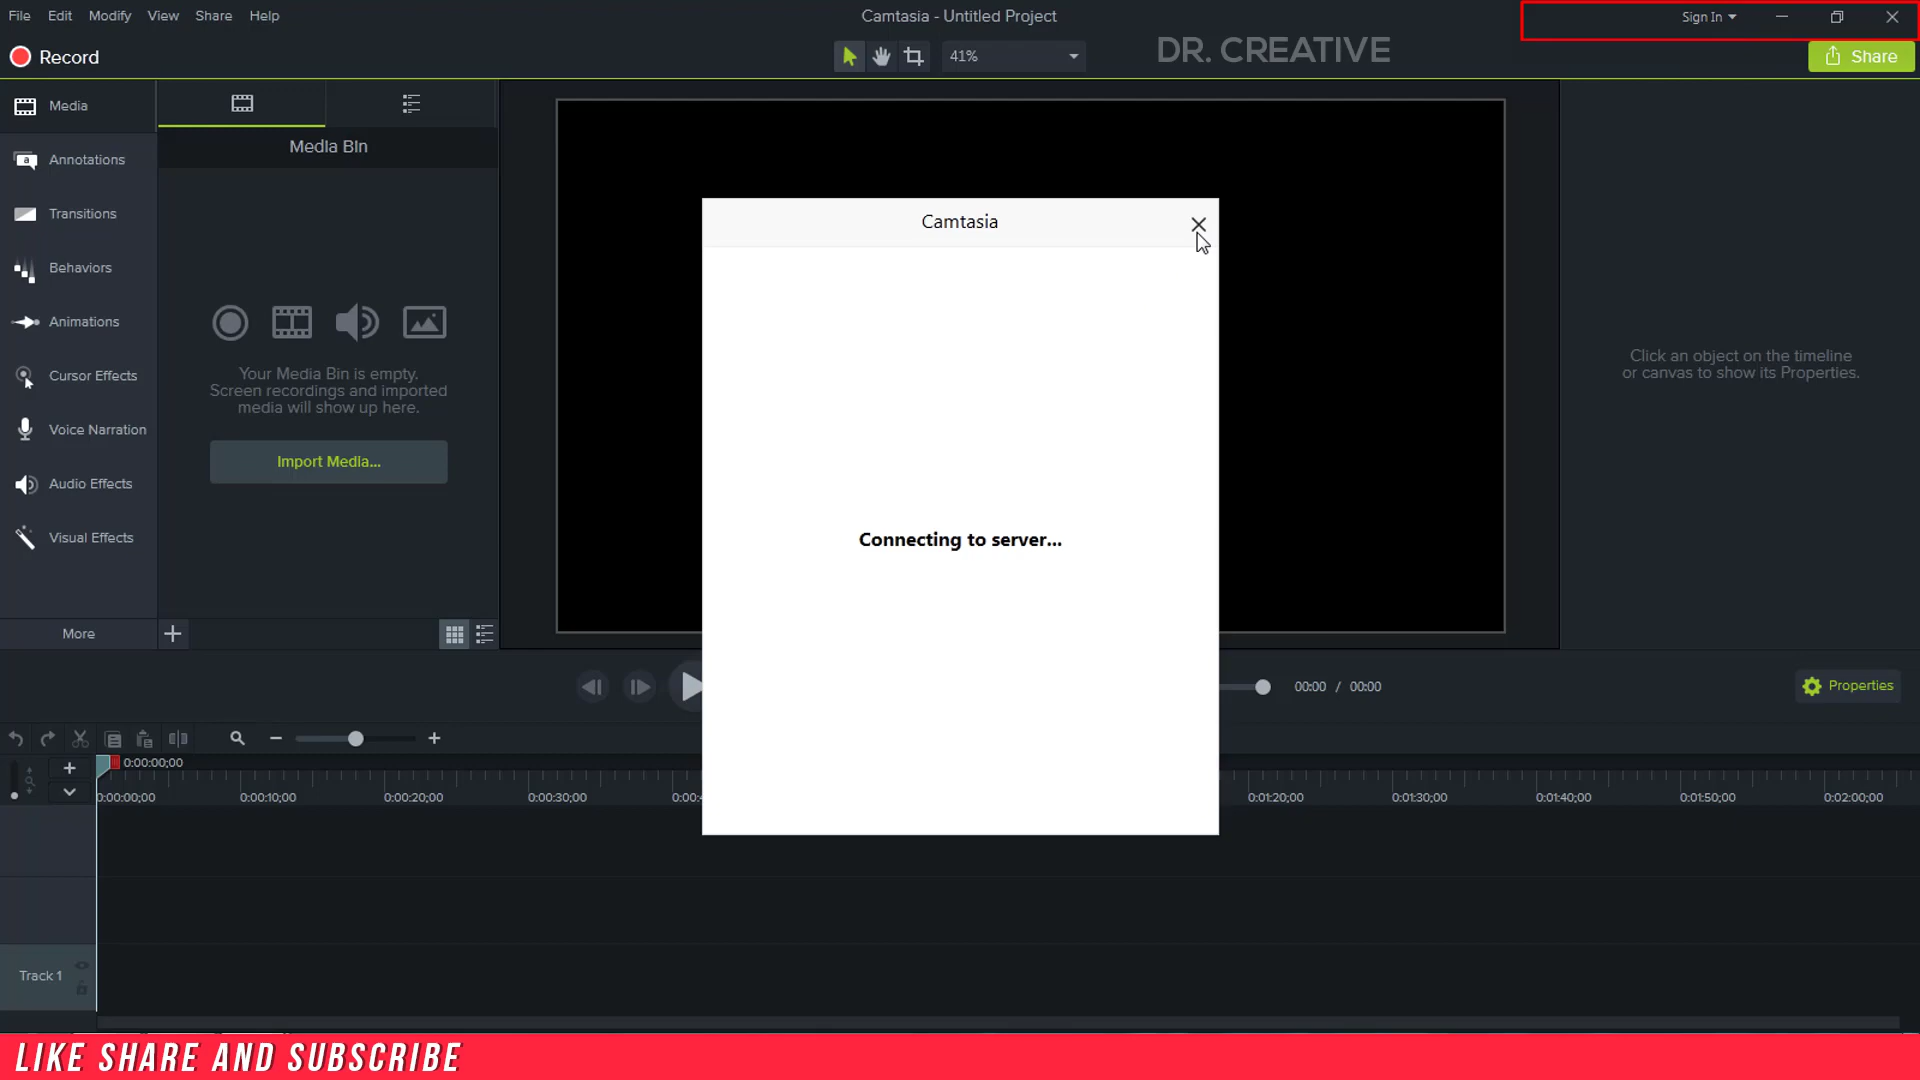 File Edit Modify View Share Help
Camtasia - Untitled Project
Sign In
Record
41%
DR. CREATIVE
Share
Media
Annotations
Transitions
Behaviors
Animations
Cursor Effects
Voice Narration
Audio Effects
Visual Effects
More
Media Bin
Your Media Bin is empty.
Screen recordings and imported
media will show up here.
Import Media...
Camtasia
Connecting to server...
Click an object on the timeline
or canvas to show its Properties.
00:00 / 00:00
Properties
0:00:00;00
0:00:00;00 0:00:10;00 0:00:20;00 0:00:30;00 0:01:20;00 0:01:30;00 0:01:40;00 0:01:50;00 0:02:00;00
Track 1
LIKE SHARE AND SUBSCRIBE